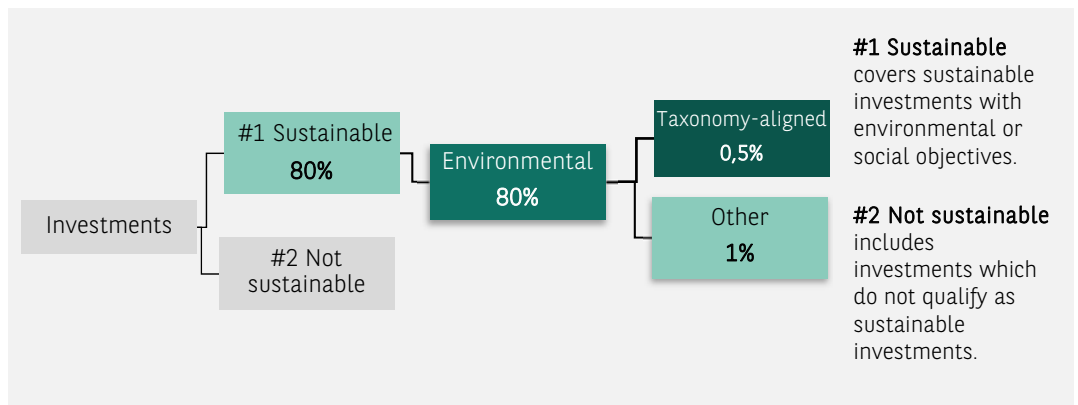 Investments
#1 Sustainable
80%
#2 Not
sustainable
Environmental
80%
Taxonomy-aligned
0,5%
Other
1%
#1 Sustainable
covers sustainable
investments with
environmental or
social objectives.
#2 Not sustainable
includes
investments which
do not qualify as
sustainable
investments.